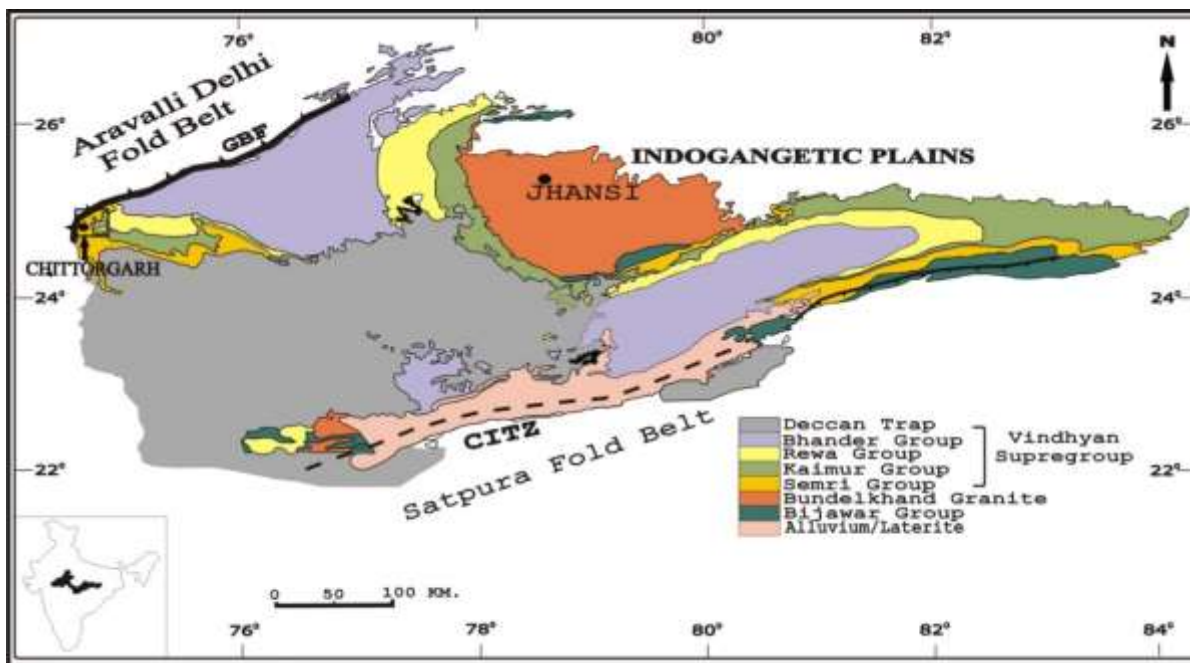 76°
80°
82°
N
Aravalli Delhi
Fold Belt
GBF
26°
26°
INDOGANGETIC PLAINS
JHANSI
CHITTORGARH
24°
24°
CITZ
Satpura Fold Belt
22°
22°
Deccan Trap
Bhander Group
Rewa Group
Kaimur Group
Semri Group
Vindhyan
Supregroup
Bundelkhand Granite
Bijawar Group
Alluvium/Laterite
0 50 100 KM.
76°
78°
80°
82°
84°